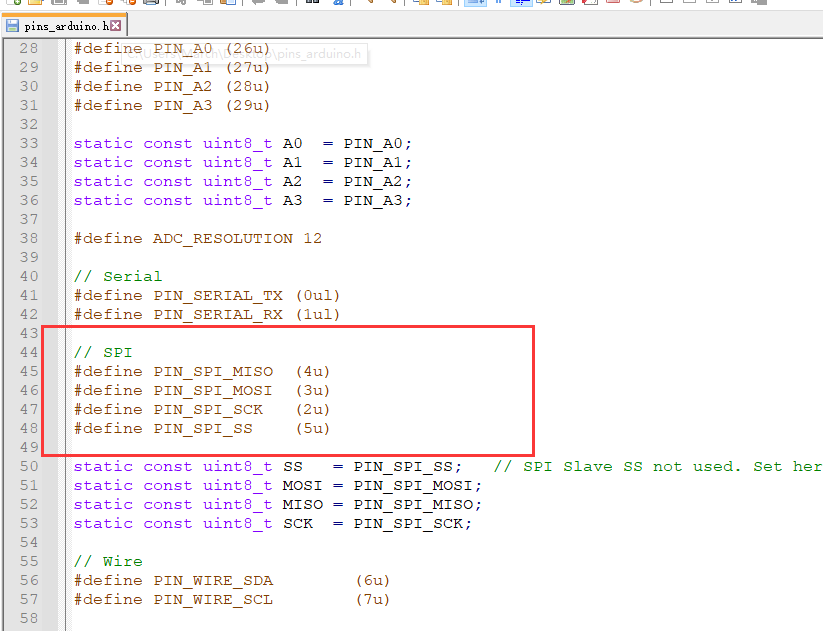 pins_arduino.h
28 #define PIN_A0 (26u)
29 #define PIN_A1 (27u)
30 #define PIN_A2 (28u)
31 #define PIN_A3 (29u)
32
33 static const uint8_t A0 = PIN_A0;
34 static const uint8_t A1 = PIN_A1;
35 static const uint8_t A2 = PIN_A2;
36 static const uint8_t A3 = PIN_A3;
37
38 #define ADC_RESOLUTION 12
39
40 // Serial
41 #define PIN_SERIAL_TX (0ul)
42 #define PIN_SERIAL_RX (1ul)
43
44 // SPI
45 #define PIN_SPI_MISO (4u)
46 #define PIN_SPI_MOSI (3u)
47 #define PIN_SPI_SCK (2u)
48 #define PIN_SPI_SS (5u)
49
50 static const uint8_t SS = PIN_SPI_SS; // SPI Slave SS not used. Set her
51 static const uint8_t MOSI = PIN_SPI_MOSI;
52 static const uint8_t MISO = PIN_SPI_MISO;
53 static const uint8_t SCK = PIN_SPI_SCK;
54
55 // Wire
56 #define PIN_WIRE_SDA (6u)
57 #define PIN_WIRE_SCL (7u)
58